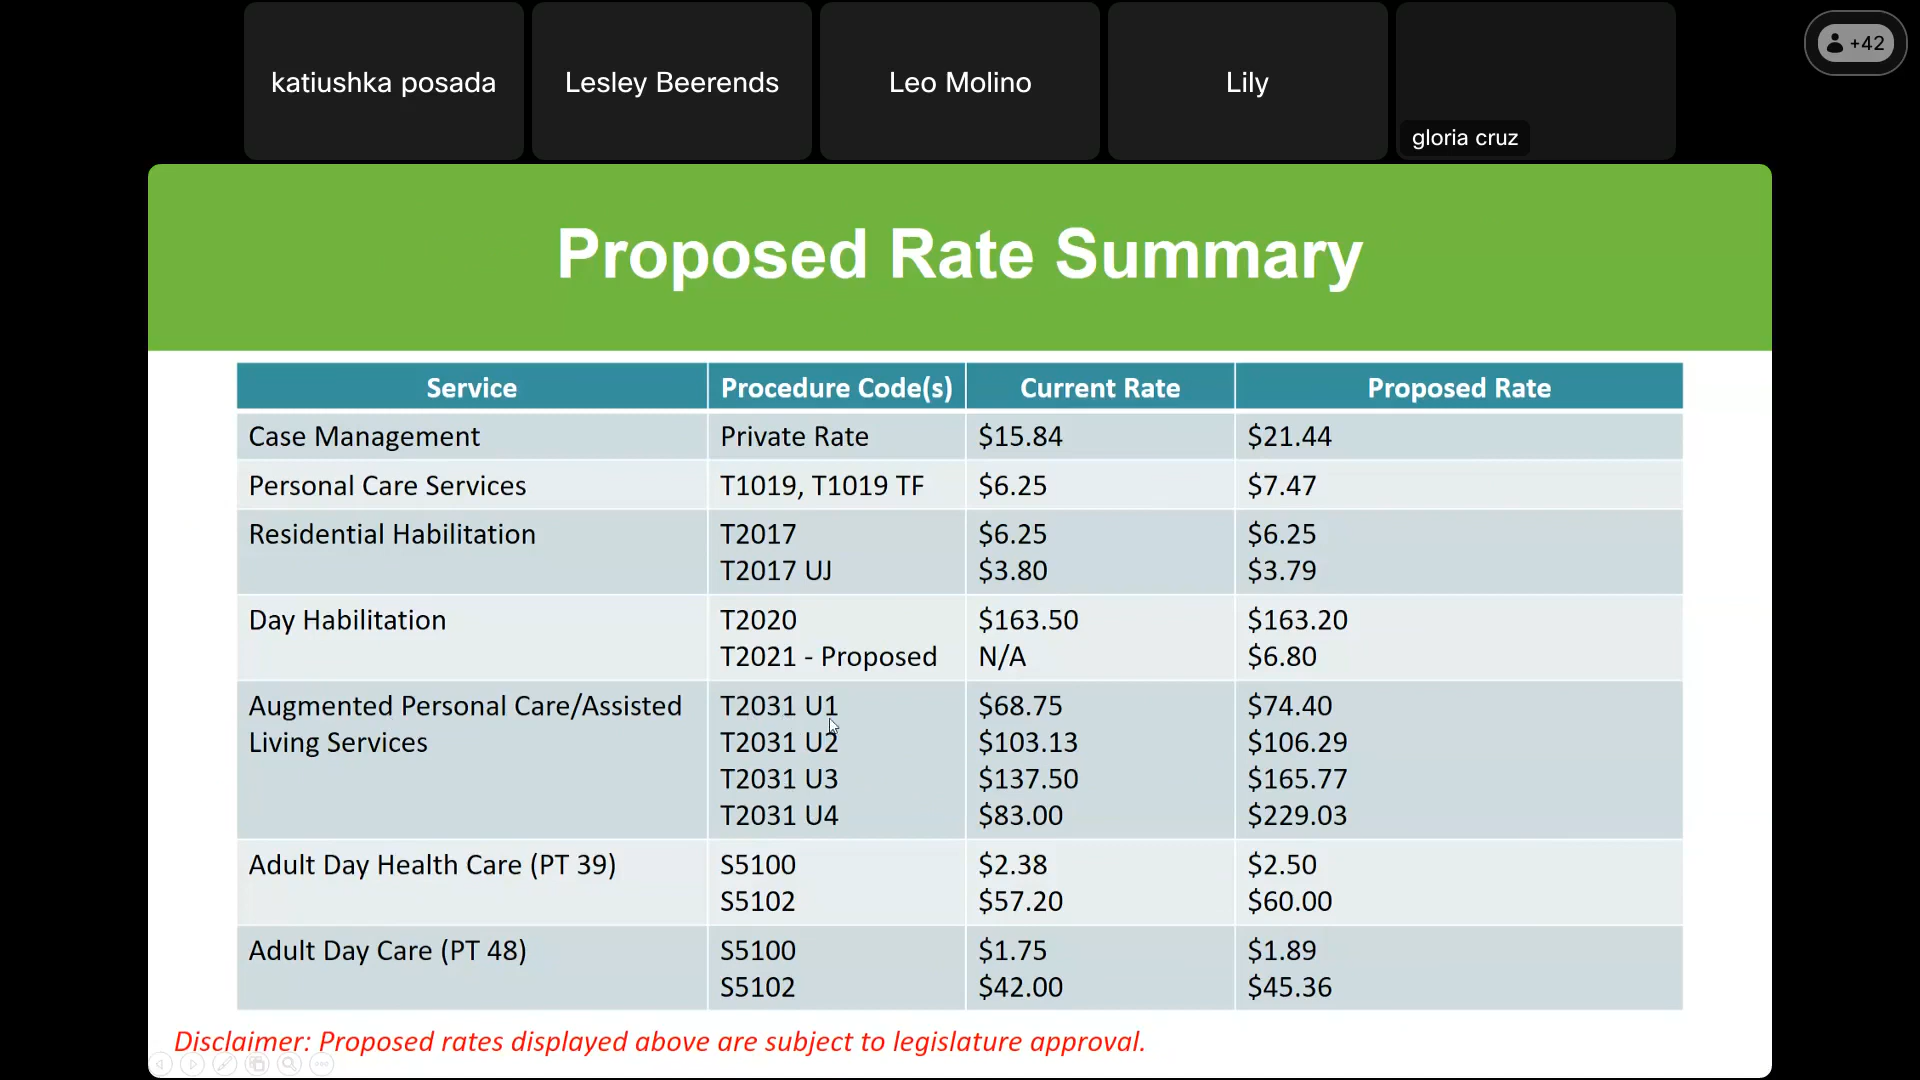 katiushka posada
Lesley Beerends
Leo Molino
Lily
gloria cruz
+42
Proposed Rate Summary
Service Procedure Code(s) Current Rate Proposed Rate
Case Management Private Rate $15.84 $21.44
Personal Care Services T1019, T1019 TF $6.25 $7.47
Residential Habilitation T2017 $6.25 $6.25
T2017 UJ $3.80 $3.79
Day Habilitation T2020 $163.50 $163.20
T2021 - Proposed N/A $6.80
Augmented Personal Care/Assisted T2031 U1 $68.75 $74.40
Living Services T2031 U2 $103.13 $106.29
T2031 U3 $137.50 $165.77
T2031 U4 $83.00 $229.03
Adult Day Health Care (PT 39) S5100 $2.38 $2.50
S5102 $57.20 $60.00
Adult Day Care (PT 48) S5100 $1.75 $1.89
S5102 $42.00 $45.36
Disclaimer: Proposed rates displayed above are subject to legislature approval.